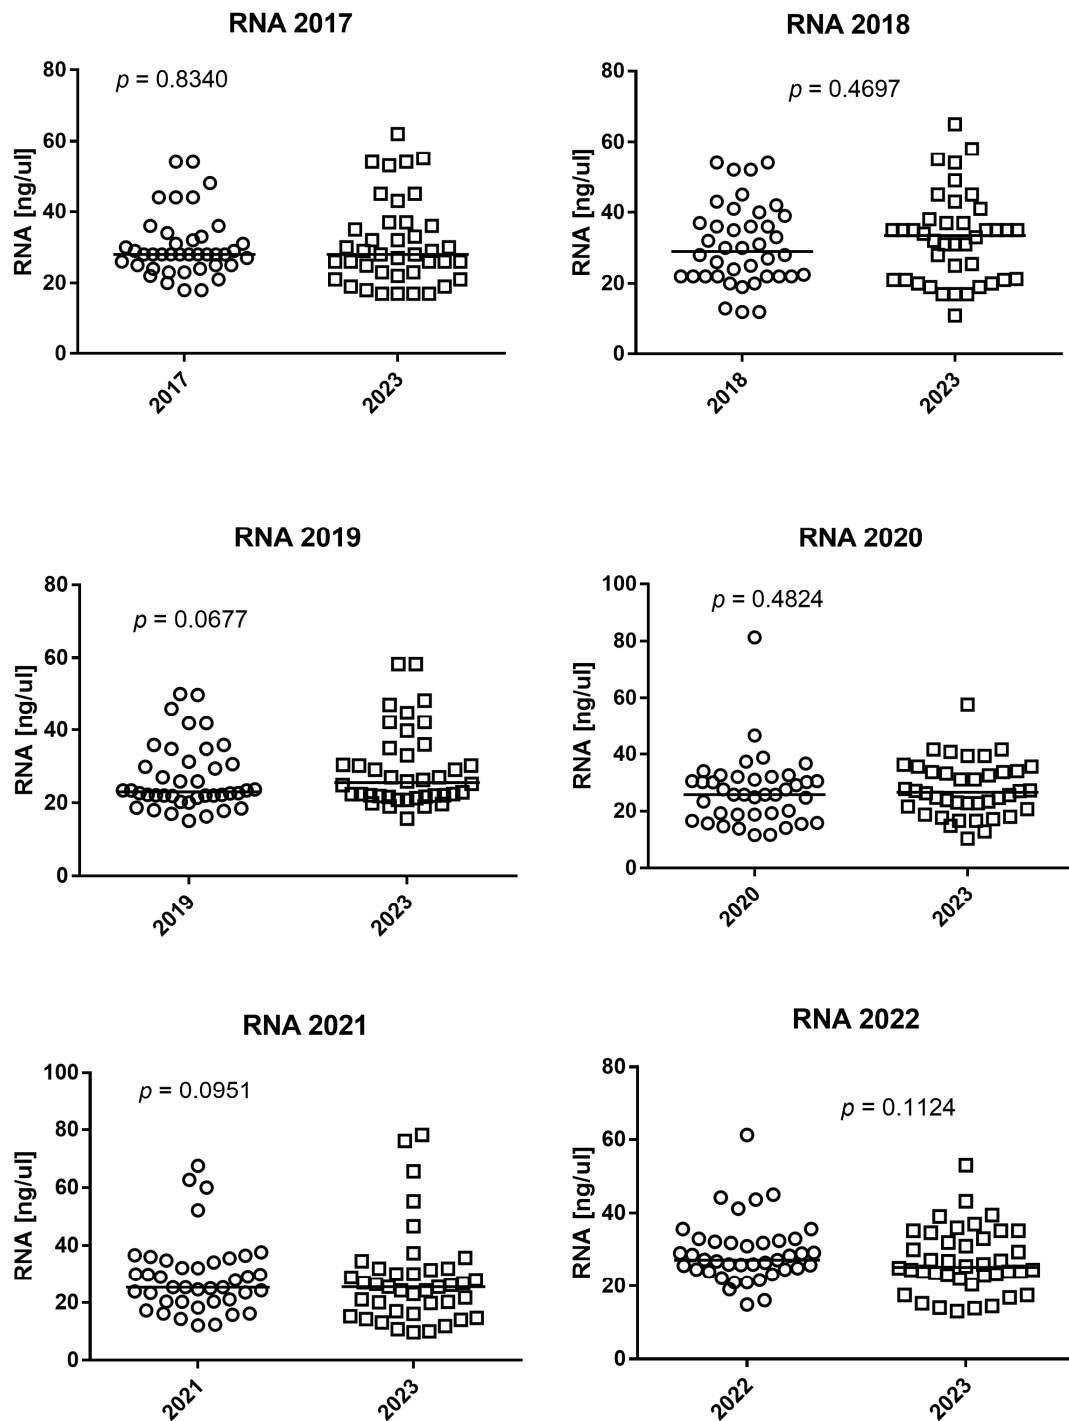 RNA 2017
p = 0.8340
RNA [ng/ul]
80
60
40
20
0
2017
2023
RNA 2018
p = 0.4697
RNA [ng/ul]
80
60
40
20
0
2018
2023
RNA 2019
p = 0.0677
RNA [ng/ul]
80
60
40
20
0
2019
2023
RNA 2020
p = 0.4824
RNA [ng/ul]
100
80
60
40
20
0
2020
2023
RNA 2021
p = 0.0951
RNA [ng/ul]
100
80
60
40
20
0
2021
2023
RNA 2022
p = 0.1124
RNA [ng/ul]
80
60
40
20
0
2022
2023